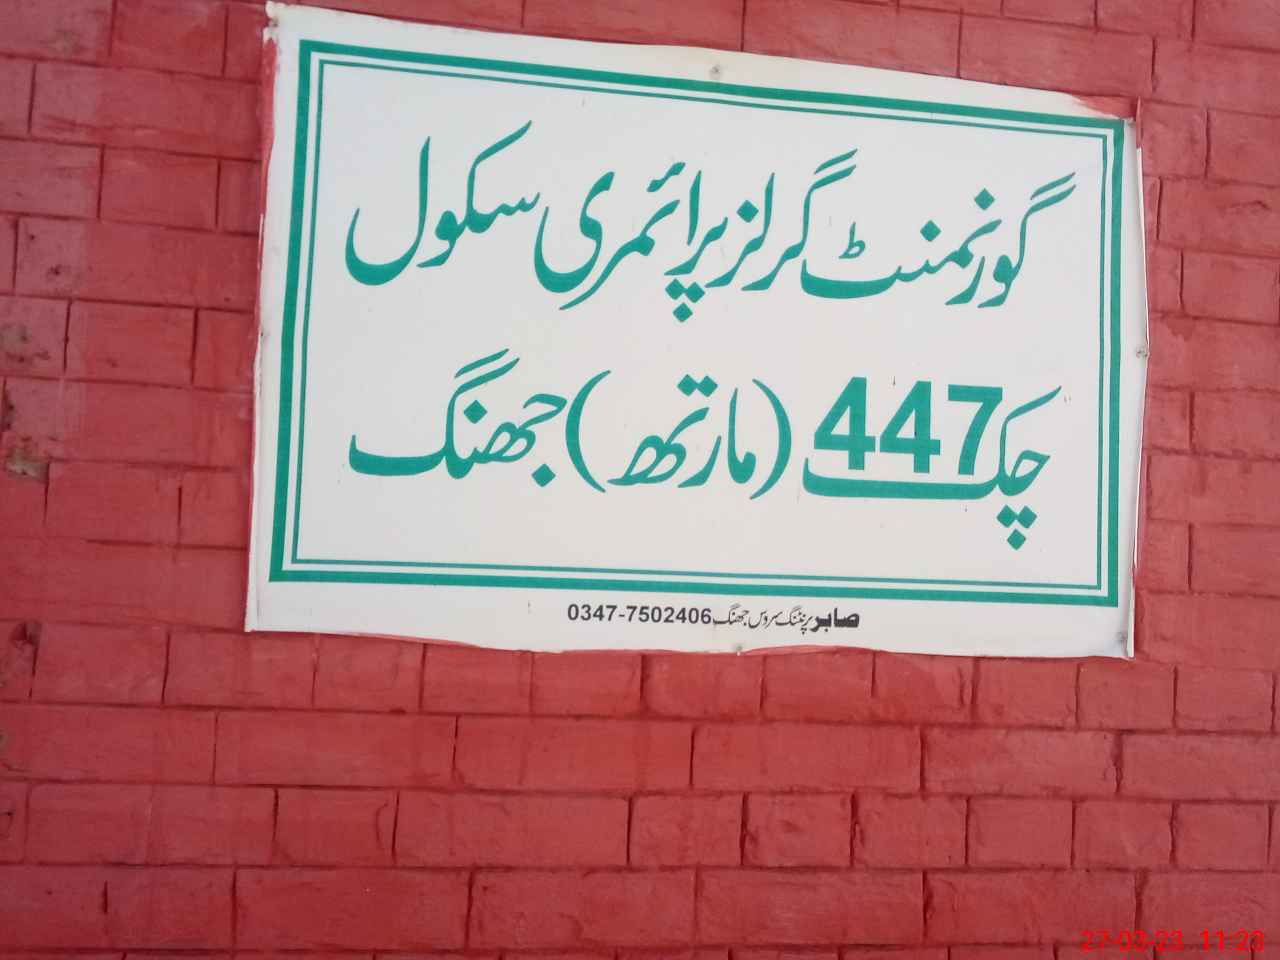 گورنمنٹ گرلز پرائمری سکول
چک 447 (مارتھ) جھنگ
صابر پرنٹنگ سروس جھنگ 0347-7502406
27-03-23 11:23